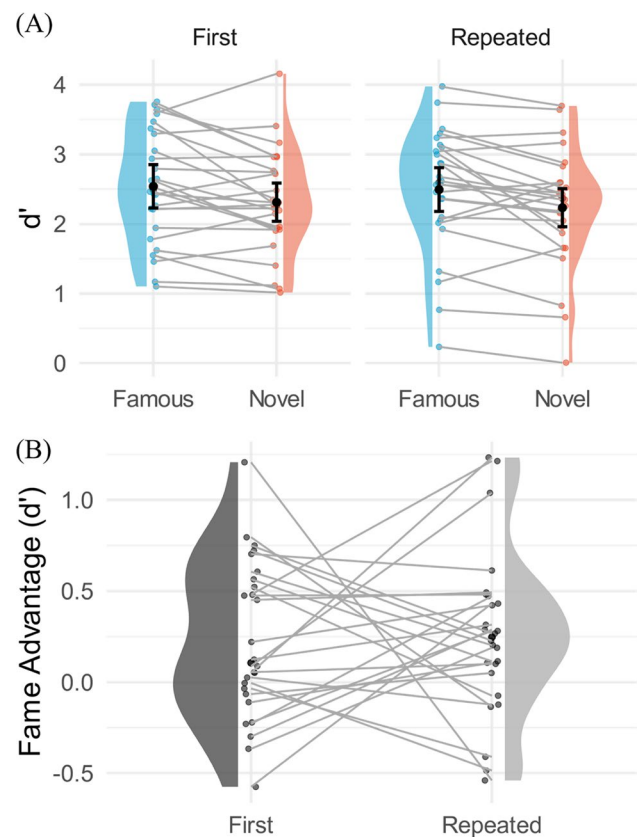 (A)
First Repeated
4
3
2
1
0
d'
Famous Novel Famous Novel
(B)
1.0
0.5
0.0
-0.5
Fame Advantage (d')
First Repeated